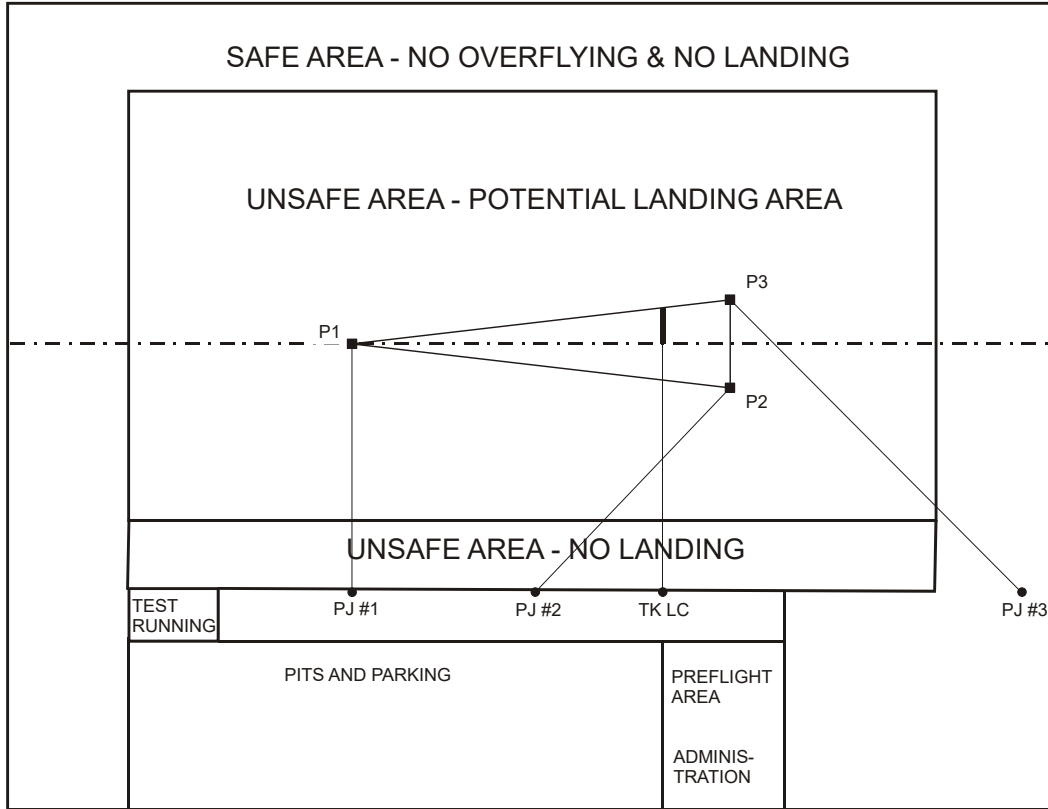 SAFE AREA - NO OVERFLYING & NO LANDING
UNSAFE AREA - POTENTIAL LANDING AREA
P3
P1
P2
UNSAFE AREA - NO LANDING
TEST
RUNNING
PJ #1
PJ #2
TK LC
PJ #3
PITS AND PARKING
PREFLIGHT
AREA
ADMINIS-
TRATION